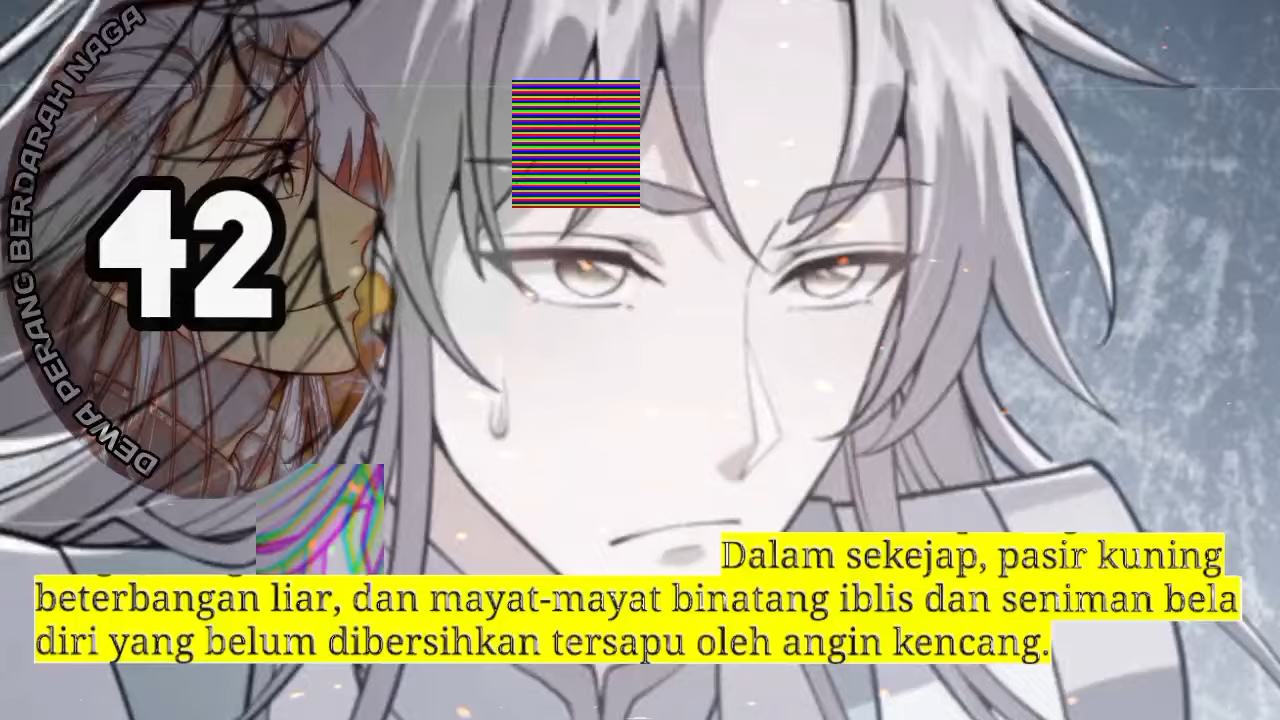 DEWA PERANG BERDARAH NAGA
42
Dalam sekejap, pasir kuning
beterbangan liar, dan mayat-mayat binatang iblis dan seniman bela
diri yang belum dibersihkan tersapu oleh angin kencang.